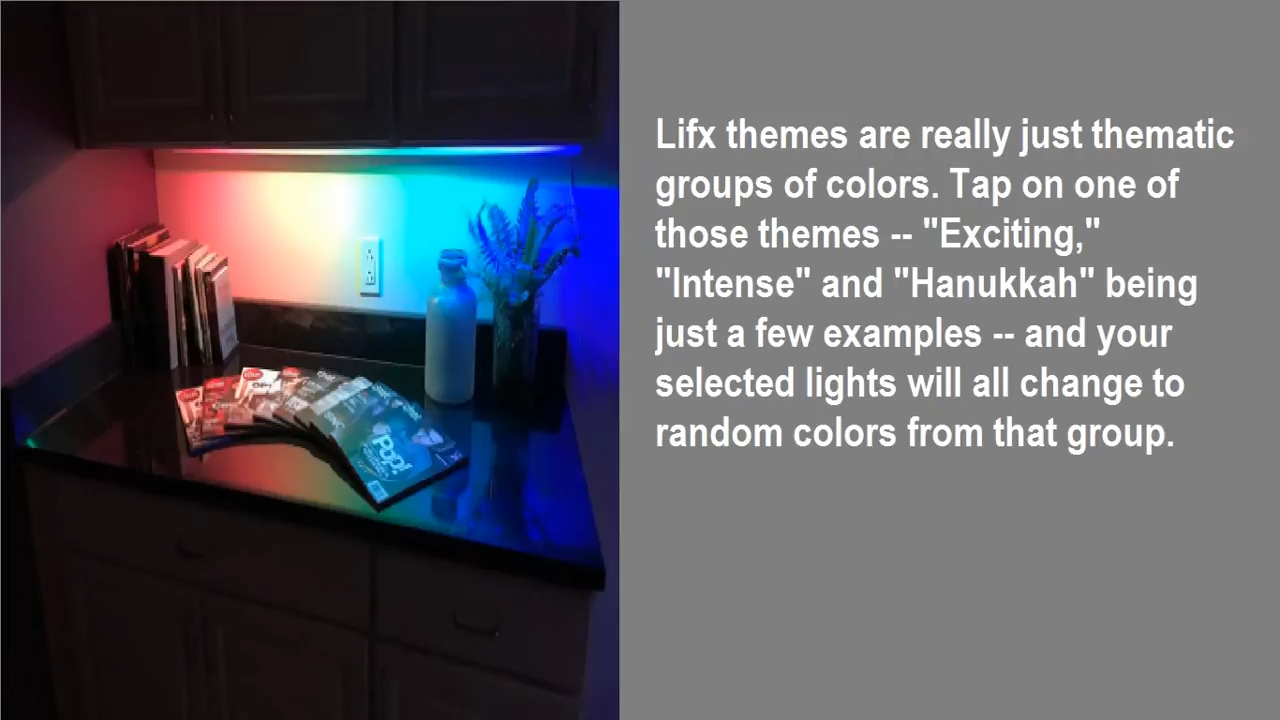 Lifx themes are really just thematic
groups of colors. Tap on one of
those themes -- "Exciting,"
"Intense" and "Hanukkah" being
just a few examples -- and your
selected lights will all change to
random colors from that group.
Pop!